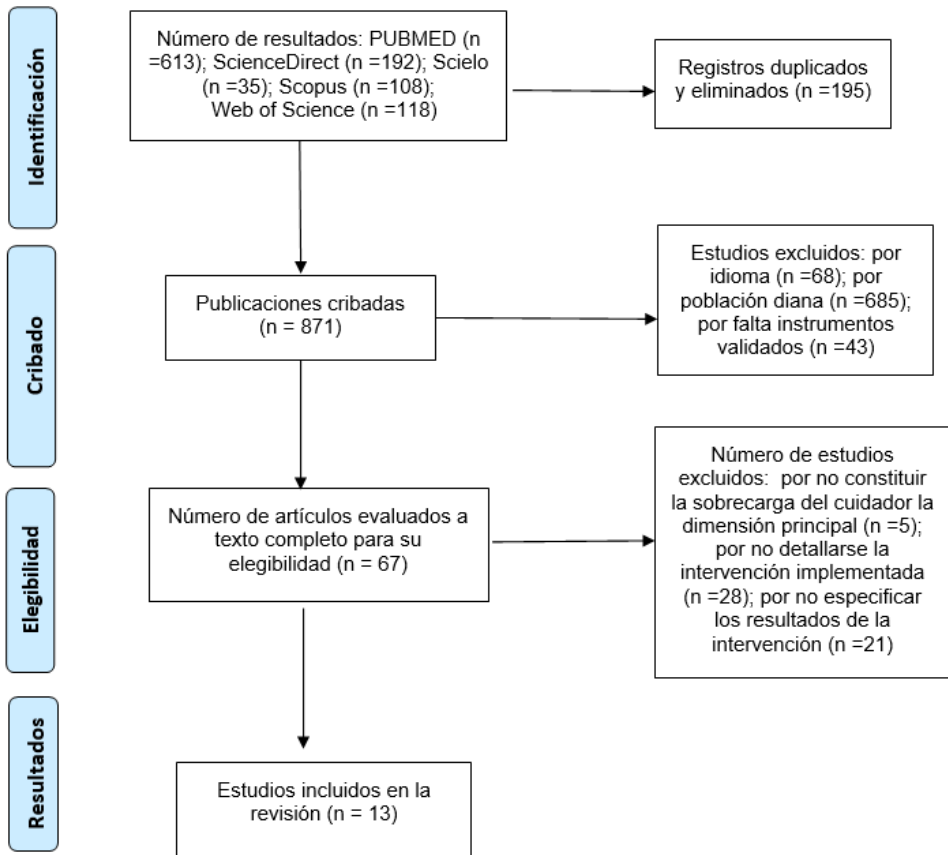 Identificación
Número de resultados: PUBMED (n
=613); ScienceDirect (n =192); Scielo
(n =35); Scopus (n =108);
Web of Science (n =118)
Registros duplicados
y eliminados (n =195)
Cribado
Publicaciones cribadas
(n = 871)
Estudios excluidos: por
idioma (n =68); por
población diana (n =685);
por falta instrumentos
validados (n =43)
Elegibilidad
Número de artículos evaluados a
texto completo para su
elegibilidad (n = 67)
Número de estudios
excluidos: por no constituir
la sobrecarga del cuidador la
dimensión principal (n =5);
por no detallarse la
intervención implementada
(n =28); por no especificar
los resultados de la
intervención (n =21)
Resultados
Estudios incluidos en la
revisión (n = 13)